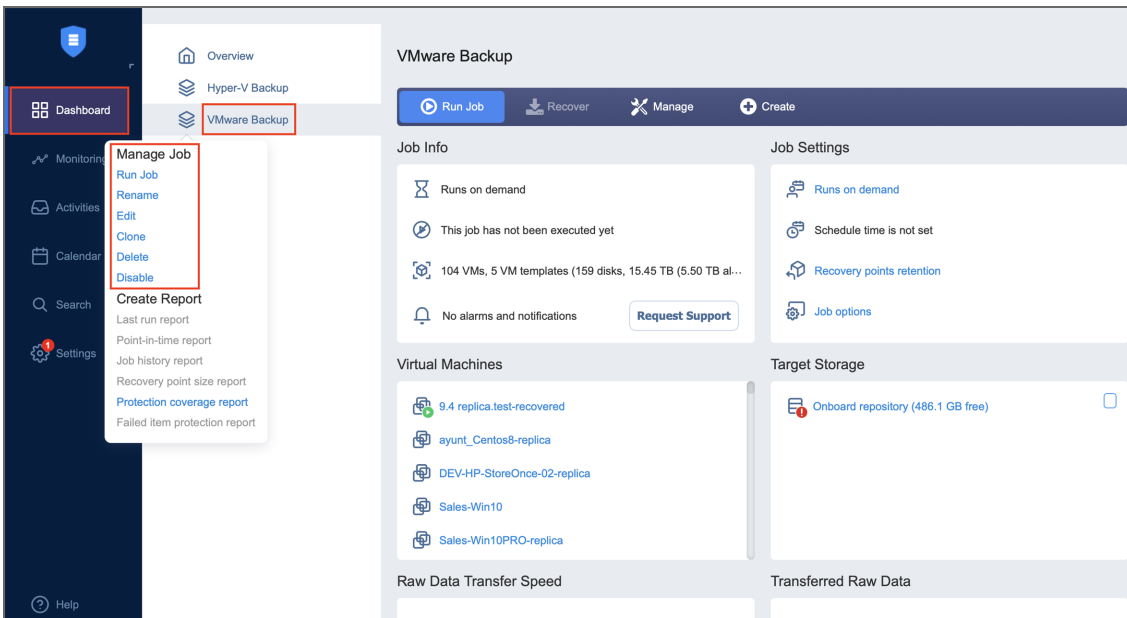 Dashboard
Monitoring
Activities
Calendar
Search
1
Settings
Help
Overview
Hyper-V Backup
VMware Backup
Manage Job
Run Job
Rename
Edit
Clone
Delete
Disable
Create Report
Last run report
Point-in-time report
Job history report
Recovery point size report
Protection coverage report
Failed item protection report
VMware Backup
Run Job
Recover
Manage
Create
Job Info
Runs on demand
This job has not been executed yet
104 VMs, 5 VM templates (159 disks, 15.45 TB (5.50 TB al...
No alarms and notifications
Request Support
Job Settings
Runs on demand
Schedule time is not set
Recovery points retention
Job options
Virtual Machines
9.4 replica.test-recovered
ayunt_Centos8-replica
DEV-HP-StoreOnce-02-replica
Sales-Win10
Sales-Win10PRO-replica
Target Storage
Onboard repository (486.1 GB free)
Raw Data Transfer Speed
Transferred Raw Data